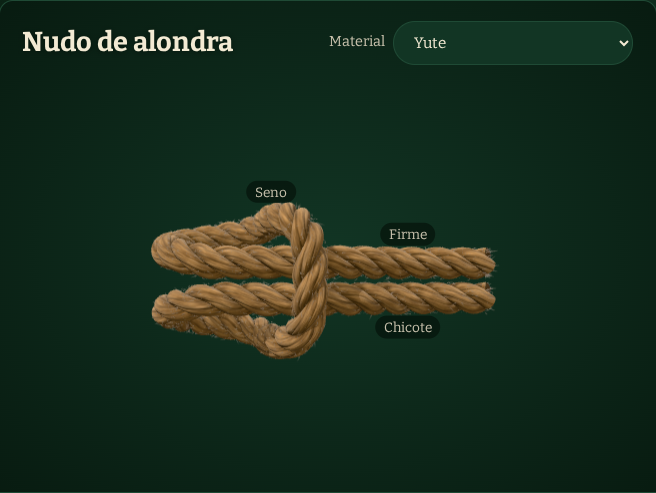 Nudo de alondra
Material
Yute
Seno
Firme
Chicote